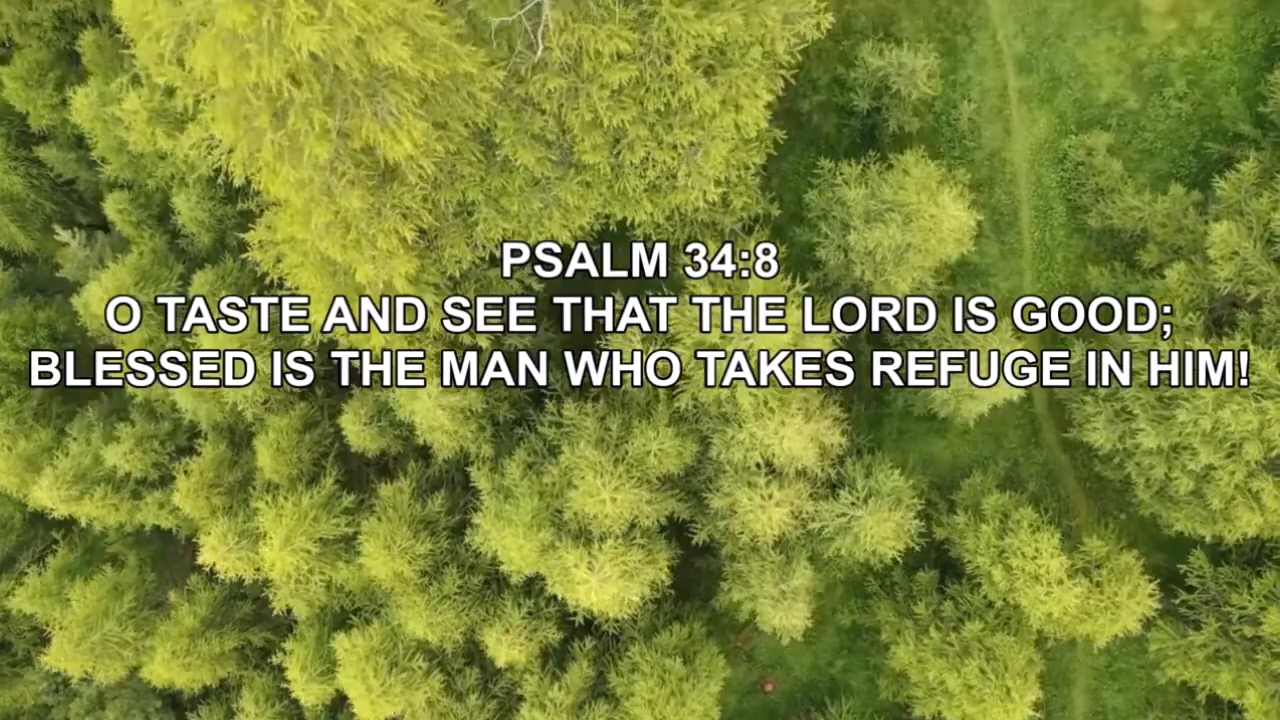 PSALM 34:8
O TASTE AND SEE THAT THE LORD IS GOOD;
BLESSED IS THE MAN WHO TAKES REFUGE IN HIM!